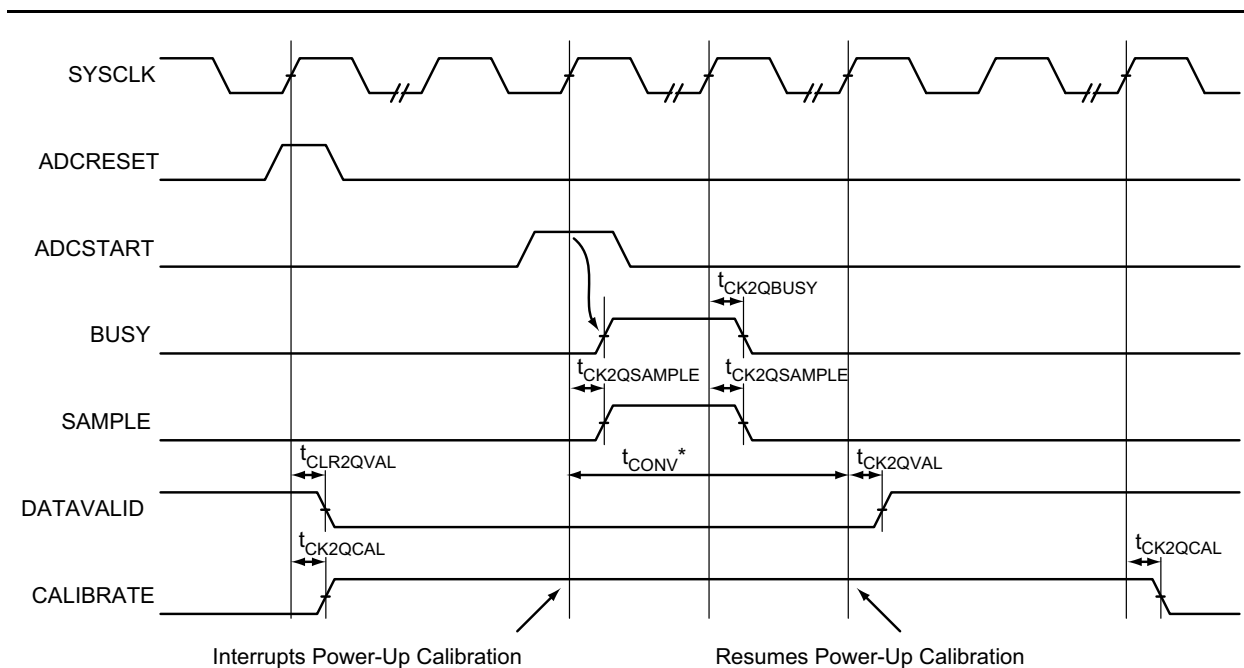 SYSCLK
ADCRESET
ADCSTART
tCK2QBUSY
BUSY
tCK2QSAMPLE tCK2QSAMPLE
SAMPLE
tCLR2QVAL tCONV* tCK2QVAL
DATAVALID
tCK2QCAL tCK2QCAL
CALIBRATE
Interrupts Power-Up Calibration Resumes Power-Up Calibration